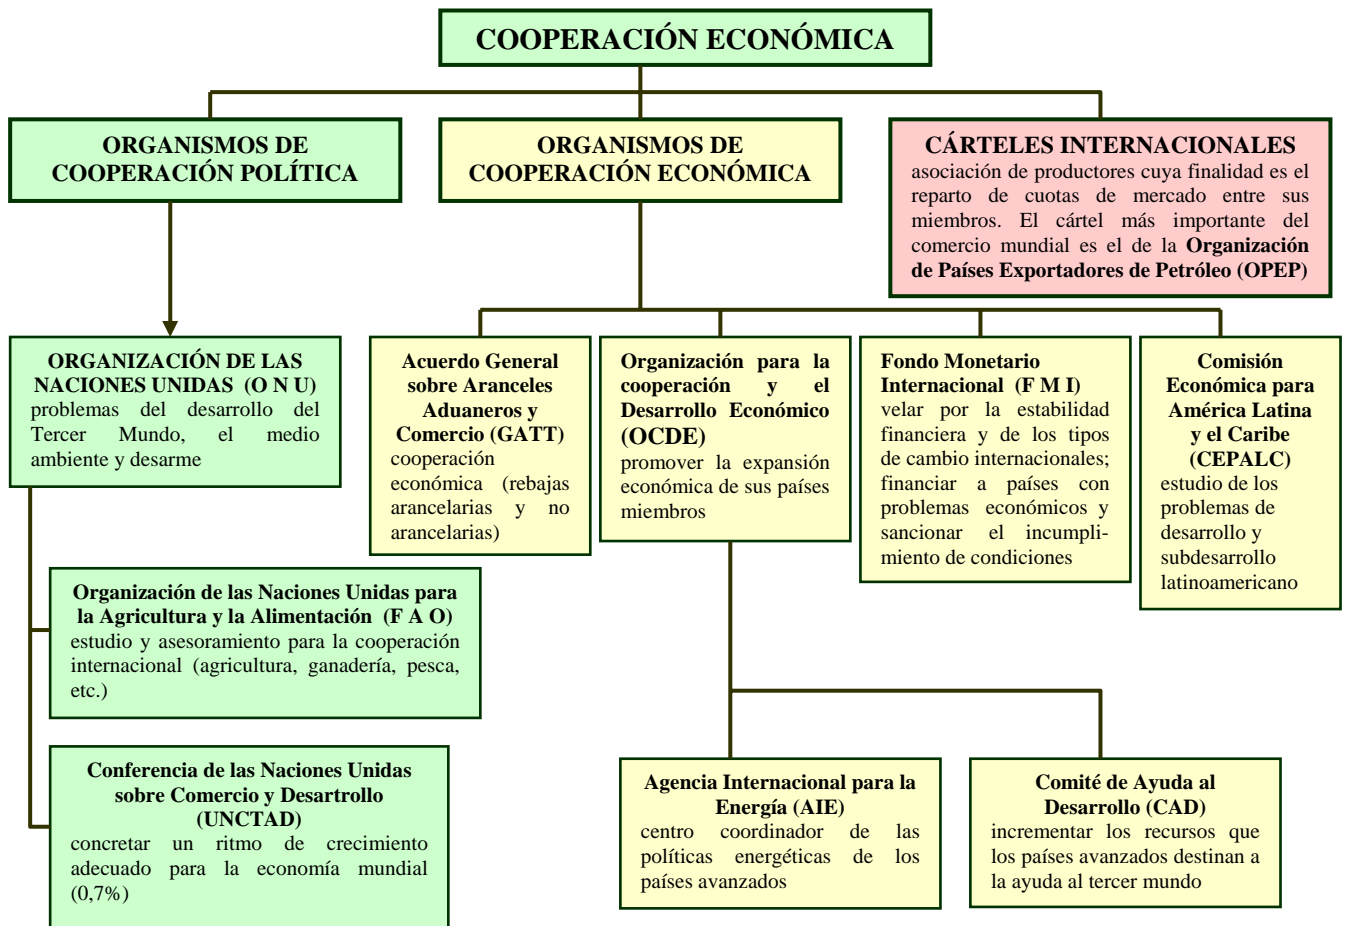 COOPERACIÓN ECONÓMICA
ORGANISMOS DE
COOPERACIÓN POLÍTICA
ORGANISMOS DE
COOPERACIÓN ECONÓMICA
CÁRTELES INTERNACIONALES
asociación de productores cuya finalidad es el
reparto de cuotas de mercado entre sus
miembros. El cártel más importante del
comercio mundial es el de la Organización
de Países Exportadores de Petróleo (OPEP)
ORGANIZACIÓN DE LAS
NACIONES UNIDAS (O N U)
problemas del desarrollo del
Tercer Mundo, el medio
ambiente y desarme
Acuerdo General
sobre Aranceles
Aduaneros y
Comercio (GATT)
cooperación
económica (rebajas
arancelarias y no
arancelarias)
Organización para la
cooperación y el
Desarrollo Económico
(OCDE)
promover la expansión
económica de sus países
miembros
Fondo Monetario
Internacional (F M I)
velar por la estabilidad
financiera y de los tipos
de cambio internacionales;
financiar a países con
problemas económicos y
sancionar el incumpli-
miento de condiciones
Comisión
Económica para
América Latina
y el Caribe
(CEPALC)
estudio de los
problemas de
desarrollo y
subdesarrollo
latinoamericano
Organización de las Naciones Unidas para
la Agricultura y la Alimentación (F A O)
estudio y asesoramiento para la cooperación
internacional (agricultura, ganadería, pesca,
etc.)
Conferencia de las Naciones Unidas
sobre Comercio y Desartrollo
(UNCTAD)
concretar un ritmo de crecimiento
adecuado para la economía mundial
(0,7%)
Agencia Internacional para la
Energía (AIE)
centro coordinador de las
políticas energéticas de los
países avanzados
Comité de Ayuda al
Desarrollo (CAD)
incrementar los recursos que
los países avanzados destinan a
la ayuda al tercer mundo